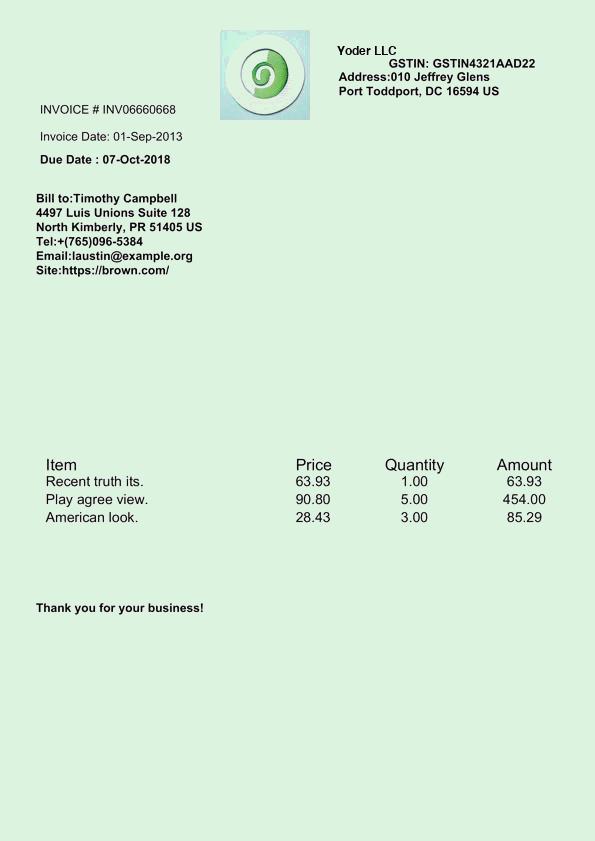 Yoder LLC
GSTIN: GSTIN4321AAD22
Address:010 Jeffrey Glens
Port Toddport, DC 16594 US
INVOICE # INV06660668
Invoice Date: 01-Sep-2013
Due Date : 07-Oct-2018
Bill to:Timothy Campbell
4497 Luis Unions Suite 128
North Kimberly, PR 51405 US
Tel:+(765)096-5384
Email:laustin@example.org
Site:https://brown.com/
Item Price Quantity Amount
Recent truth its. 63.93 1.00 63.93
Play agree view. 90.80 5.00 454.00
American look. 28.43 3.00 85.29
Thank you for your business!